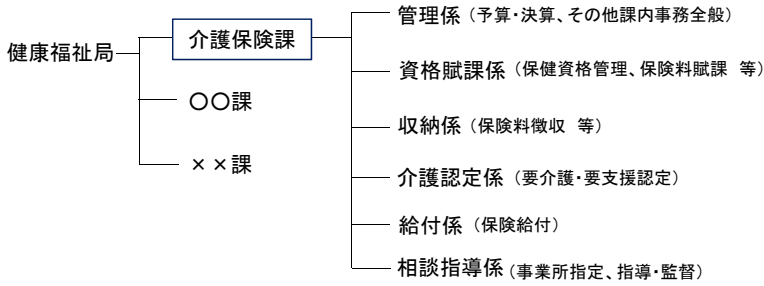 健康福祉局
介護保険課
〇〇課
××課
管理係（予算・決算、その他課内事務全般）
資格賦課係（保健資格管理、保険料賦課　等）
収納係（保険料徴収　等）
介護認定係（要介護・要支援認定）
給付係（保険給付）
相談指導係（事業所指定、指導・監督）